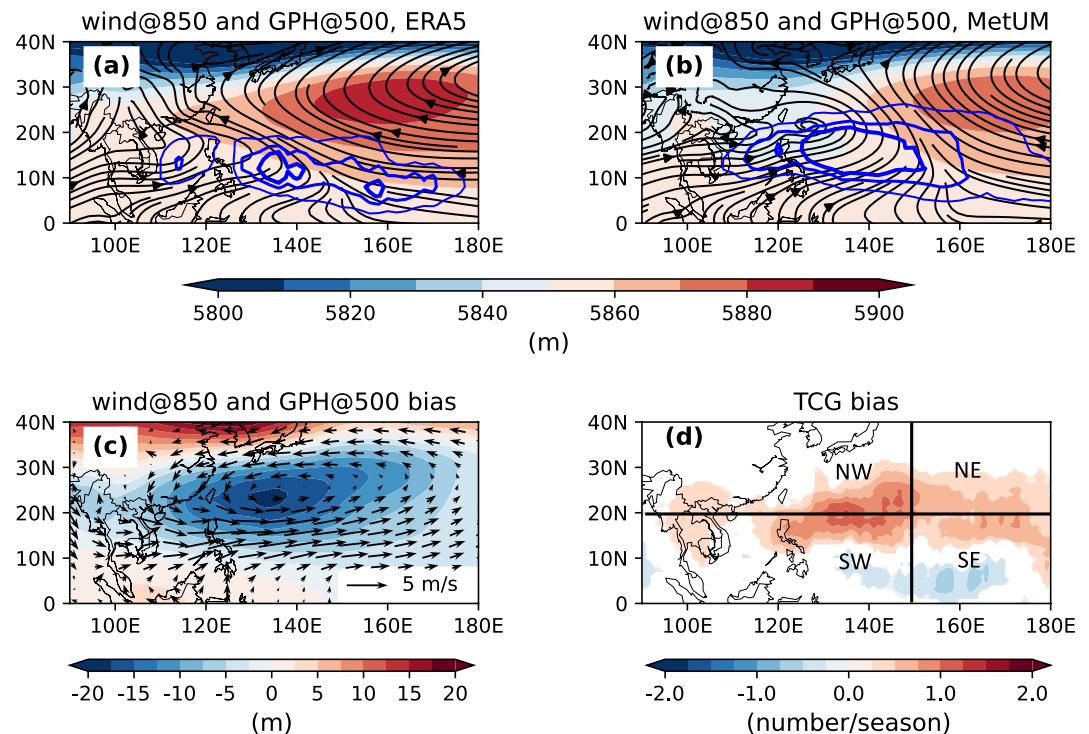 wind@850 and GPH@500, ERA5
wind@850 and GPH@500, MetUM
40N
30N
20N
10N
0
(a)
100E 120E 140E 160E 180E
40N
30N
20N
10N
0
(b)
100E 120E 140E 160E 180E
5800 5820 5840 5860 5880 5900
(m)
wind@850 and GPH@500 bias
TCG bias
40N
30N
20N
10N
0
(c)
5 m/s
100E 120E 140E 160E 180E
40N
30N
20N
10N
0
(d)
NW NE
SW SE
100E 120E 140E 160E 180E
-20 -15 -10 -5 0 5 10 15 20
(m)
-2.0 -1.0 0.0 1.0 2.0
(number/season)